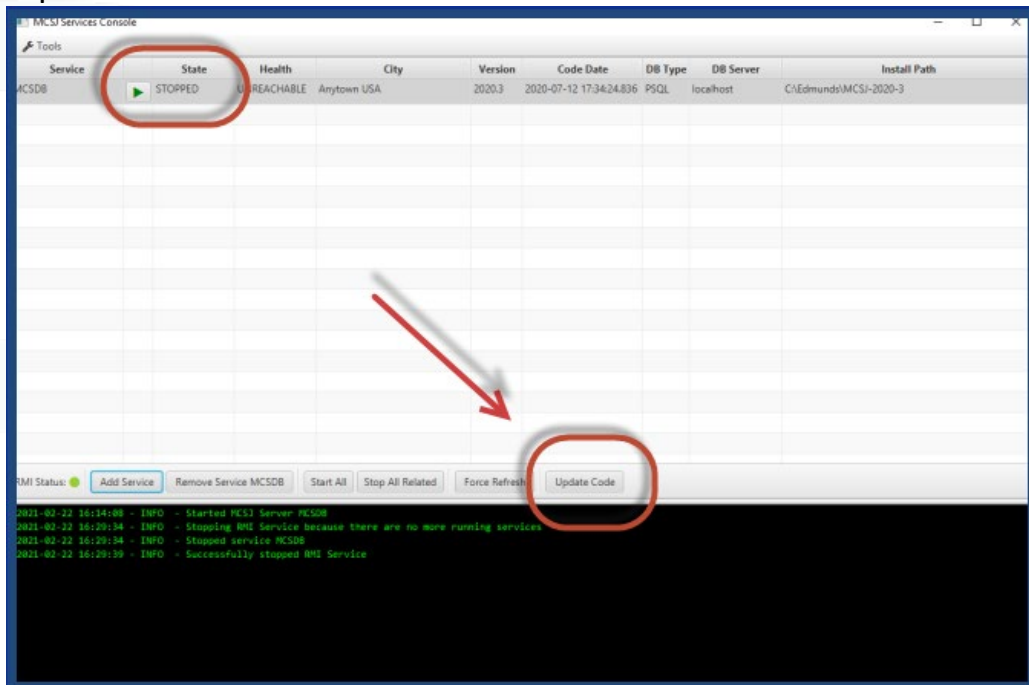 MCSJ Services Console
Tools
Service State Health City Version Code Date DB Type DB Server Install Path
MCSDB STOPPED UNREACHABLE Anytown USA 2020.3 2020-07-12 17:34:24.836 PSQL localhost C:\Edmunds\MCSJ-2020-3
RMI Status: Add Service Remove Service MCSDB Start All Stop All Related Force Refresh Update Code
2021-02-22 16:14:08 - INFO - Started MCSJ Server MCSDB
2021-02-22 16:29:34 - INFO - Stopping RMI Service because there are no more running services
2021-02-22 16:29:34 - INFO - Stopped service MCSDB
2021-02-22 16:29:39 - INFO - Successfully stopped RMI Service